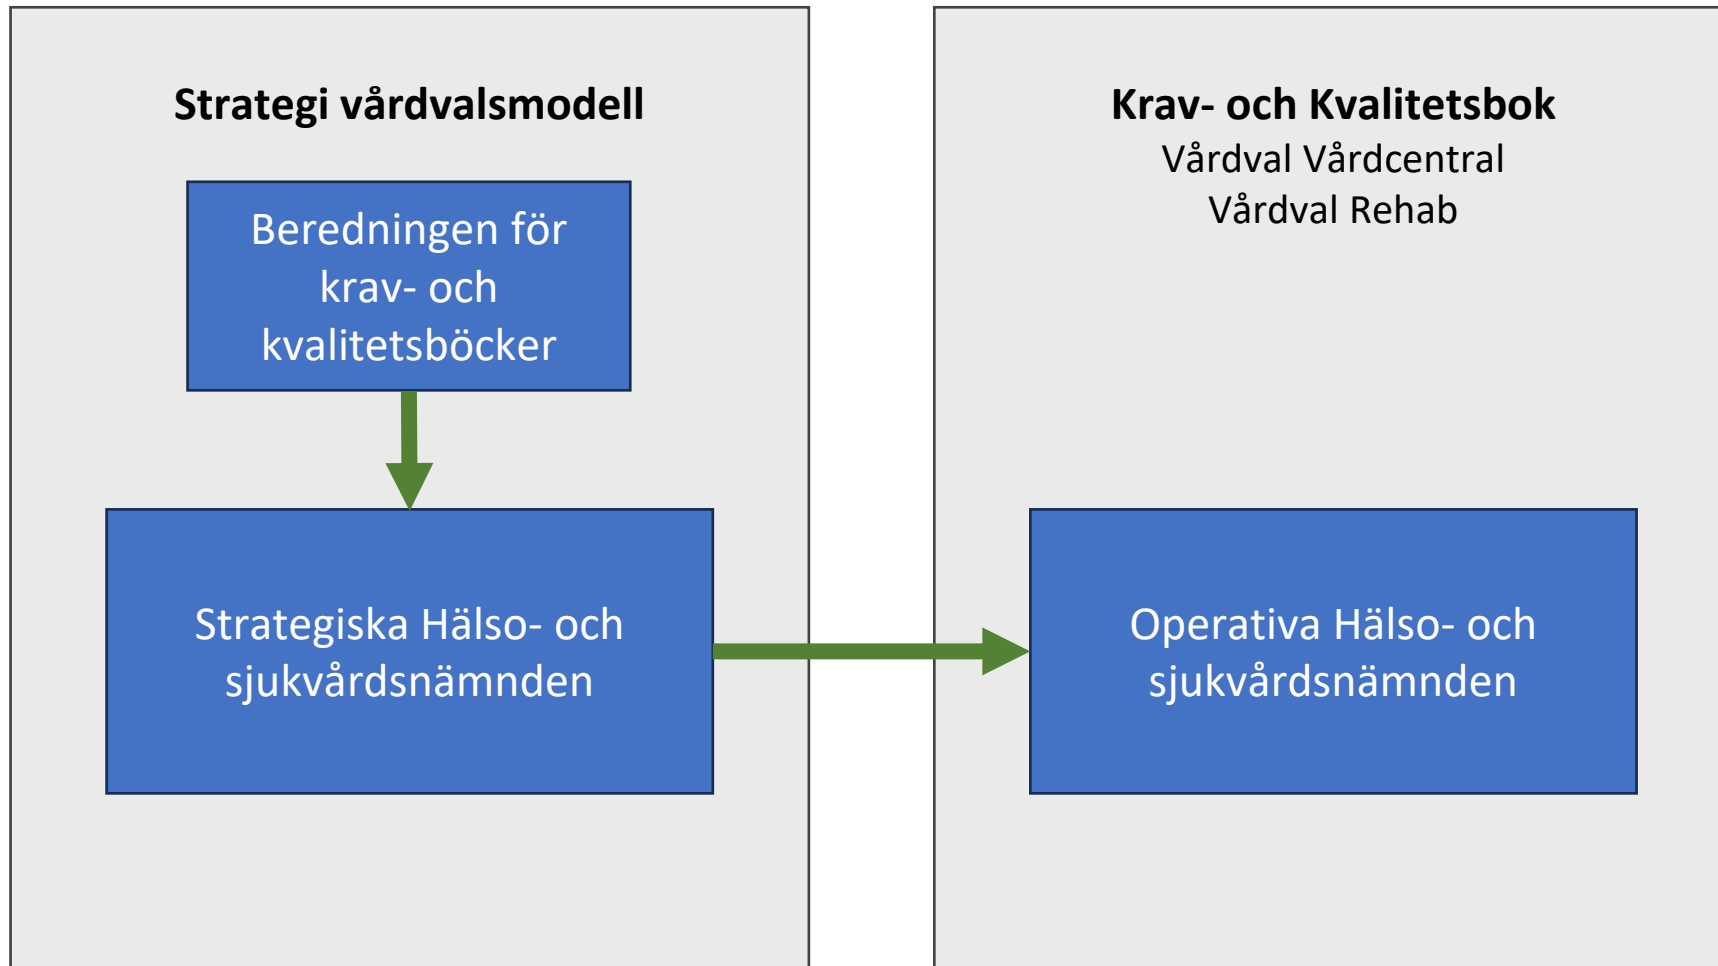 Strategi vårdvalsmodell
Beredningen för
krav- och
kvalitetsböcker
Strategiska Hälso- och
sjukvårdsnämnden
Krav- och Kvalitetsbok
Vårdval Vårdcentral
Vårdval Rehab
Operativa Hälso- och
sjukvårdsnämnden